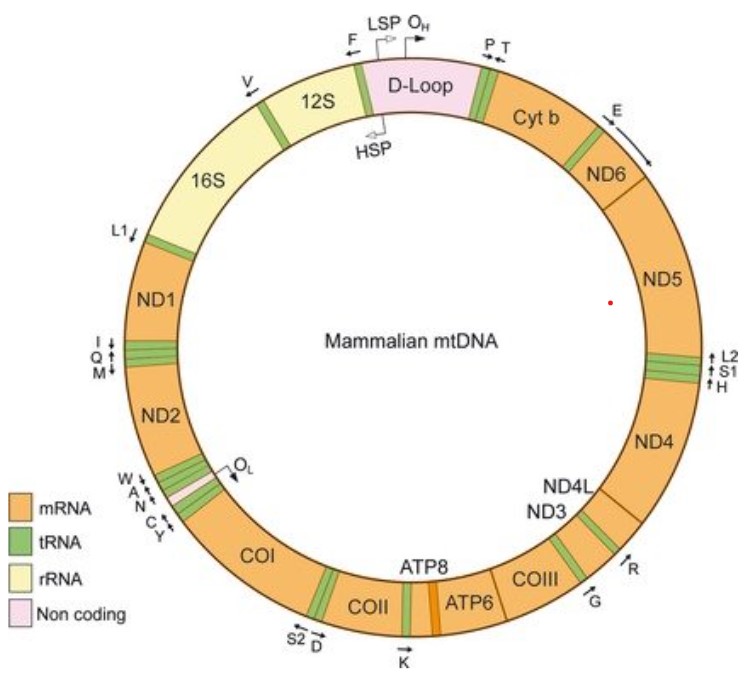 LSP O_H
F
P T
V
D-Loop
12S
Cyt b
E
HSP
16S
ND6
L1
ND1
ND5
Mammalian mtDNA
I
Q
M
L2
S1
H
ND2
ND4
O_L
W
A
N
C
Y
ND4L
ND3
mRNA
tRNA
rRNA
Non coding
COI
ATP8
COII
ATP6
COIII
R
G
S2 D
K